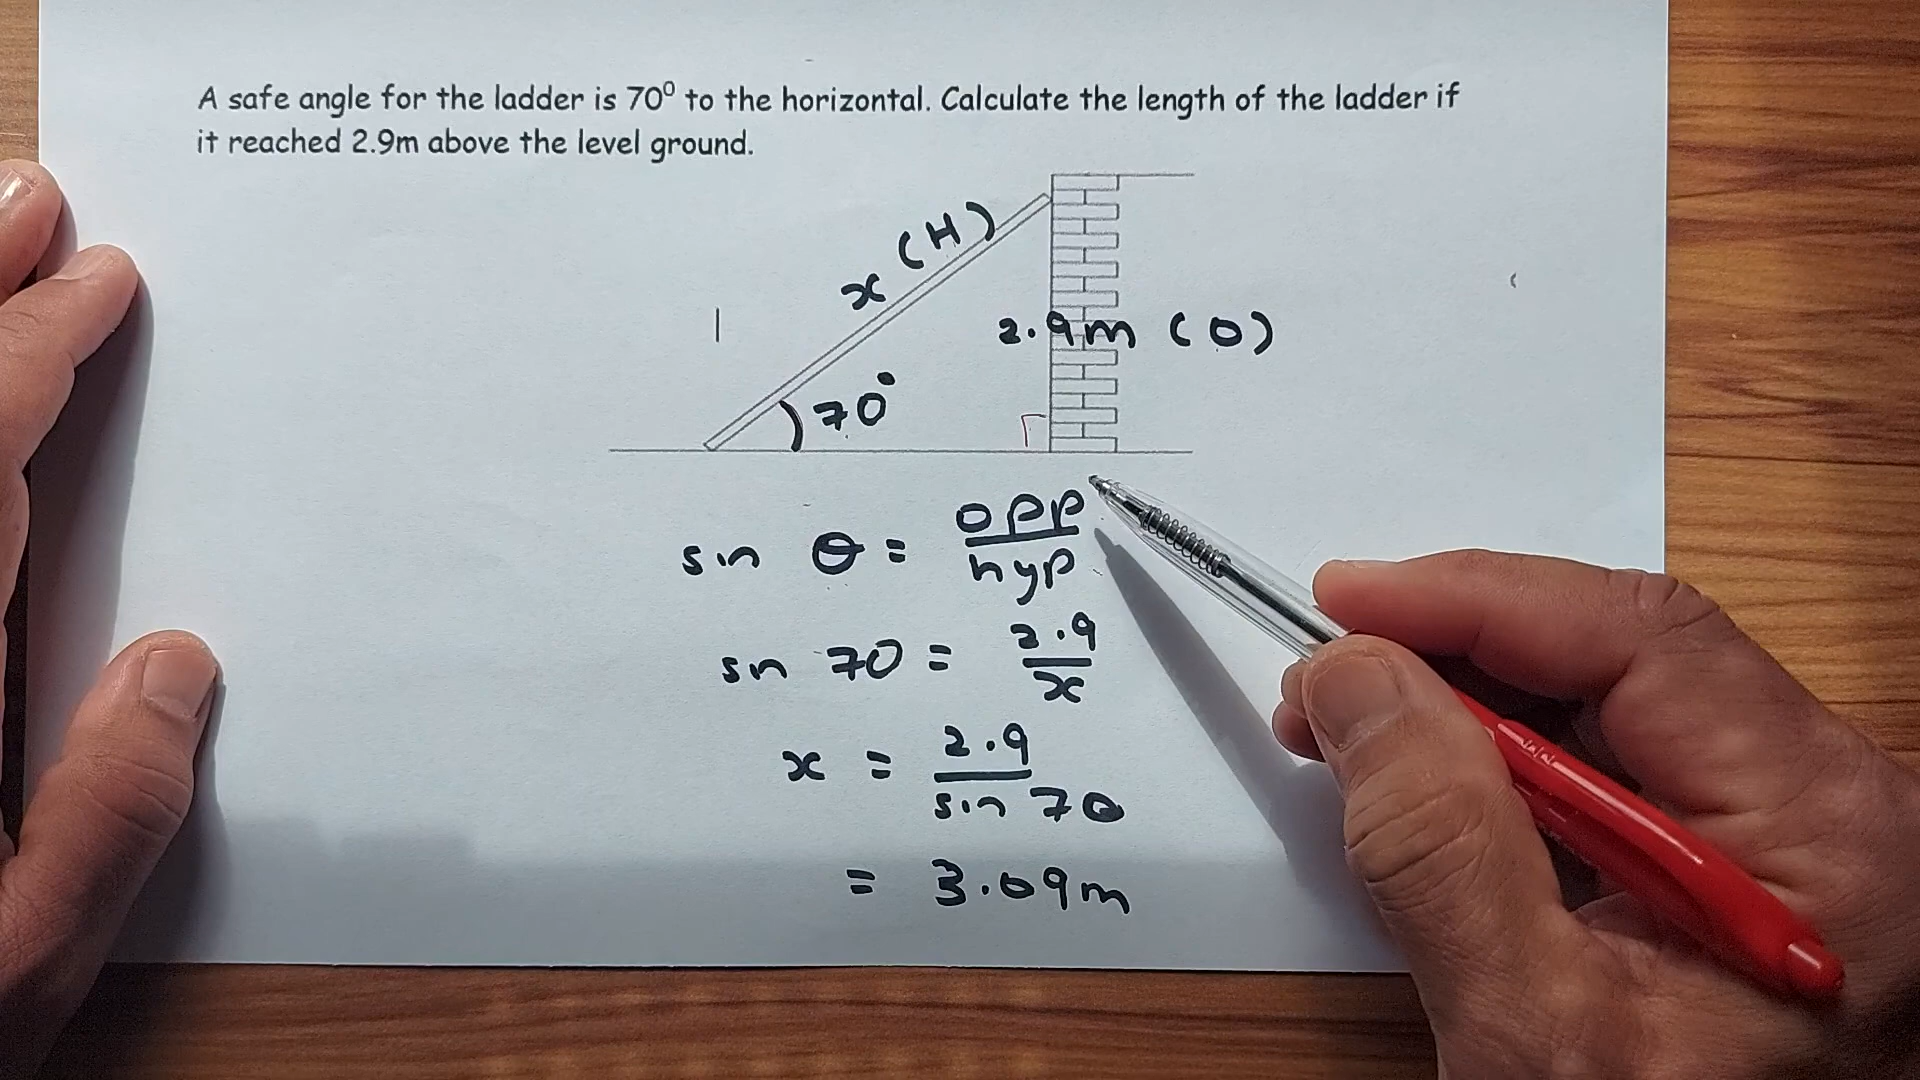 A safe angle for the ladder is 70⁰ to the horizontal. Calculate the length of the ladder if
it reached 2.9m above the level ground.
x (H)
2.9m (O)
70°
sin θ = opp/hyp
sin 70 = 2.9/x
x = 2.9/sin 70
= 3.09m